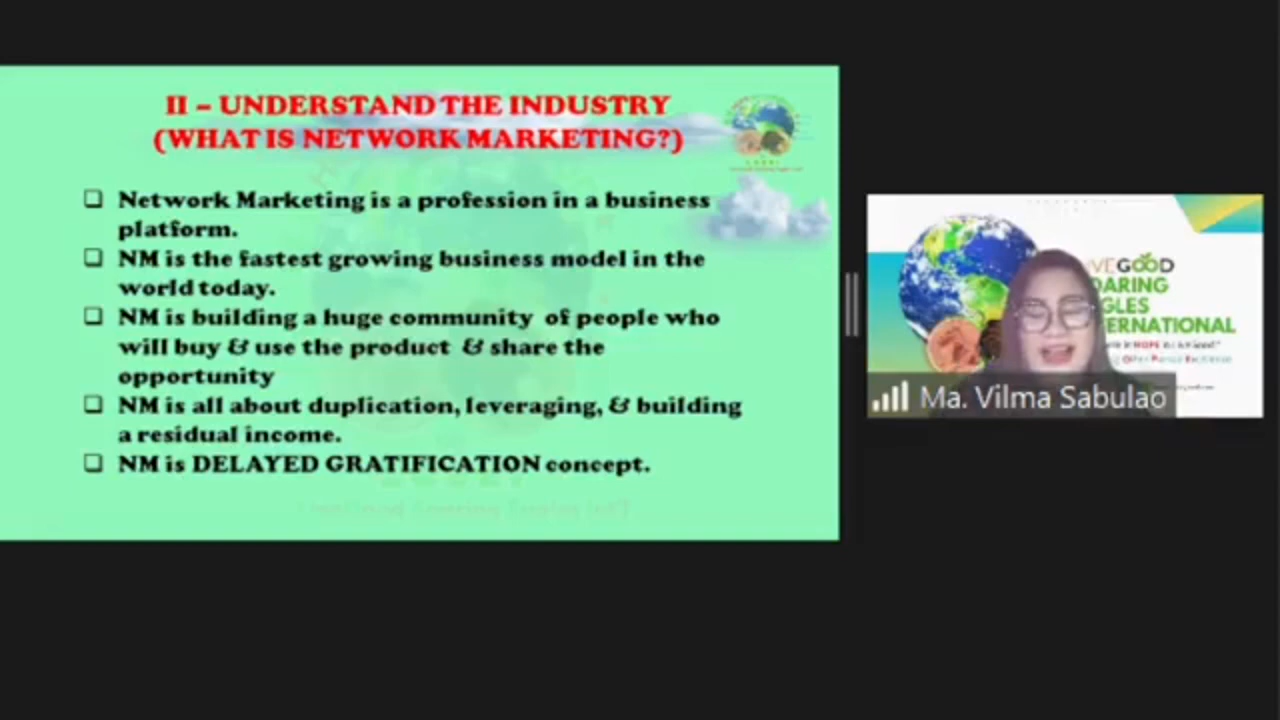 II – UNDERSTAND THE INDUSTRY
(WHAT IS NETWORK MARKETING?)
❑ Network Marketing is a profession in a business
platform.
❑ NM is the fastest growing business model in the
world today.
❑ NM is building a huge community of people who
will buy & use the product & share the
opportunity
❑ NM is all about duplication, leveraging, & building
a residual income.
❑ NM is DELAYED GRATIFICATION concept.
VEGOOD
OARING
GLES
ERNATIONAL
Ma. Vilma Sabulao